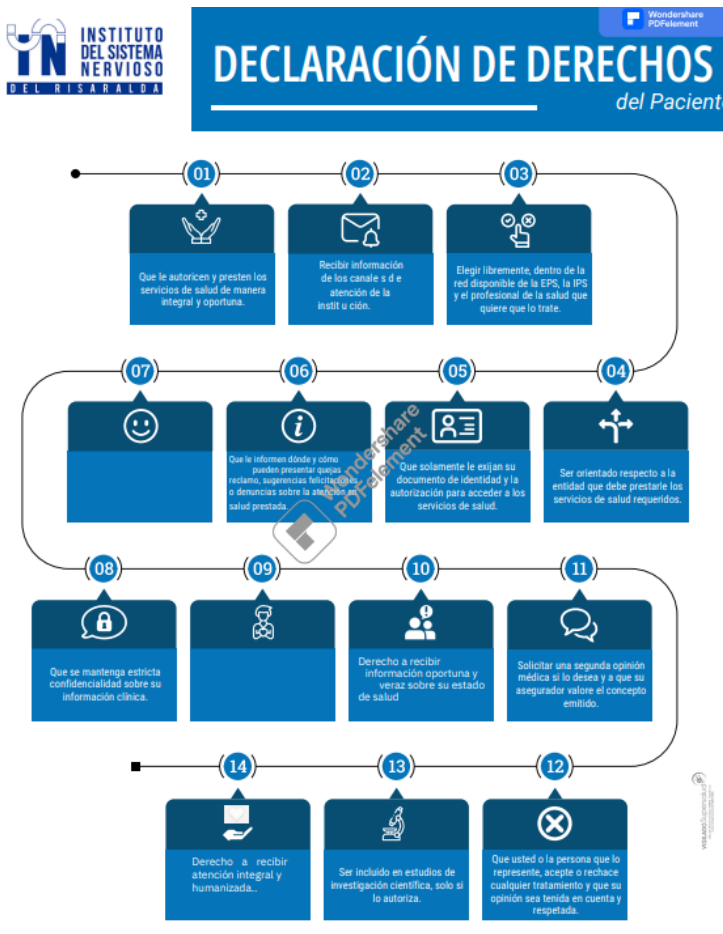 Wondershare
PDFelement
INSTITUTO
DEL SISTEMA
NERVIOSO
DEL RISARALDA
DECLARACIÓN DE DERECHOS
del Paciente
01
02
03
Que le autoricen y presten los
servicios de salud de manera
integral y oportuna.
Recibir información
de los canale s d e
atención de la
instit u ción.
Elegir libremente, dentro de la
red disponible de la EPS, la IPS
y el profesional de la salud que
quiere que lo trate.
07
06
05
04
Que le informen dónde y cómo
pueden presentar quejas
reclamo, sugerencias felicitaciones
o denuncias sobre la atención en
salud prestada.
Que solamente le exijan su
documento de identidad y la
autorización para acceder a los
servicios de salud.
Ser orientado respecto a la
entidad que debe prestarle los
servicios de salud requeridos.
Wondershare
PDFelement
08
09
10
11
Que se mantenga estricta
confidencialidad sobre su
información clínica.
Derecho a recibir
información oportuna y
veraz sobre su estado
de salud
Solicitar una segunda opinión
médica si lo desea y a que su
asegurador valore el concepto
emitido.
14
13
12
Derecho a recibir
atención integral y
humanizada..
Ser incluido en estudios de
investigación científica, solo si
lo autoriza.
Que usted o la persona que lo
represente, acepte o rechace
cualquier tratamiento y que su
opinión sea tenida en cuenta y
respetada.
VIGILADO Supersalud